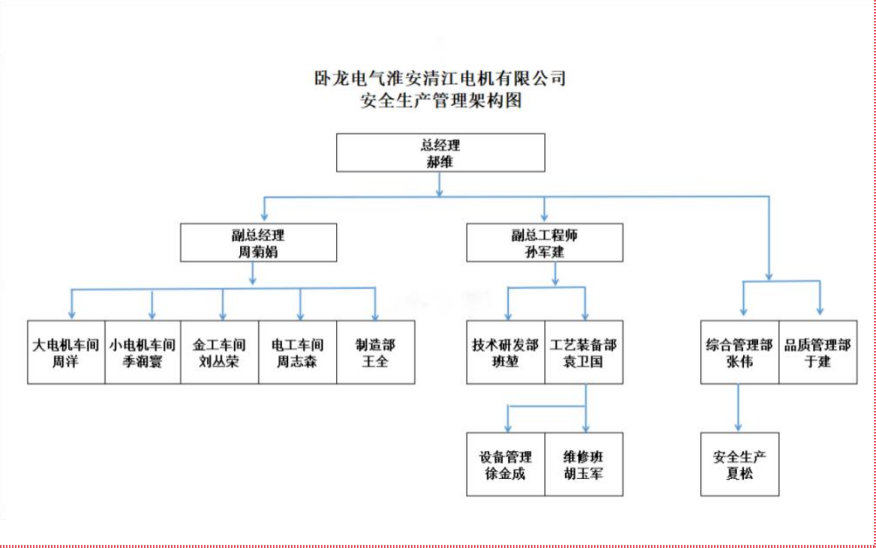 卧龙电气淮安清江电机有限公司
安全生产管理架构图
总经理
郝维
副总经理
周菊娟
副总工程师
孙军建
大电机车间
周洋
小电机车间
季润寰
金工车间
刘丛荣
电工车间
周志森
制造部
王全
技术研发部
班堃
工艺装备部
袁卫国
综合管理部
张伟
品质管理部
于建
设备管理
徐金成
维修班
胡玉军
安全生产
夏松